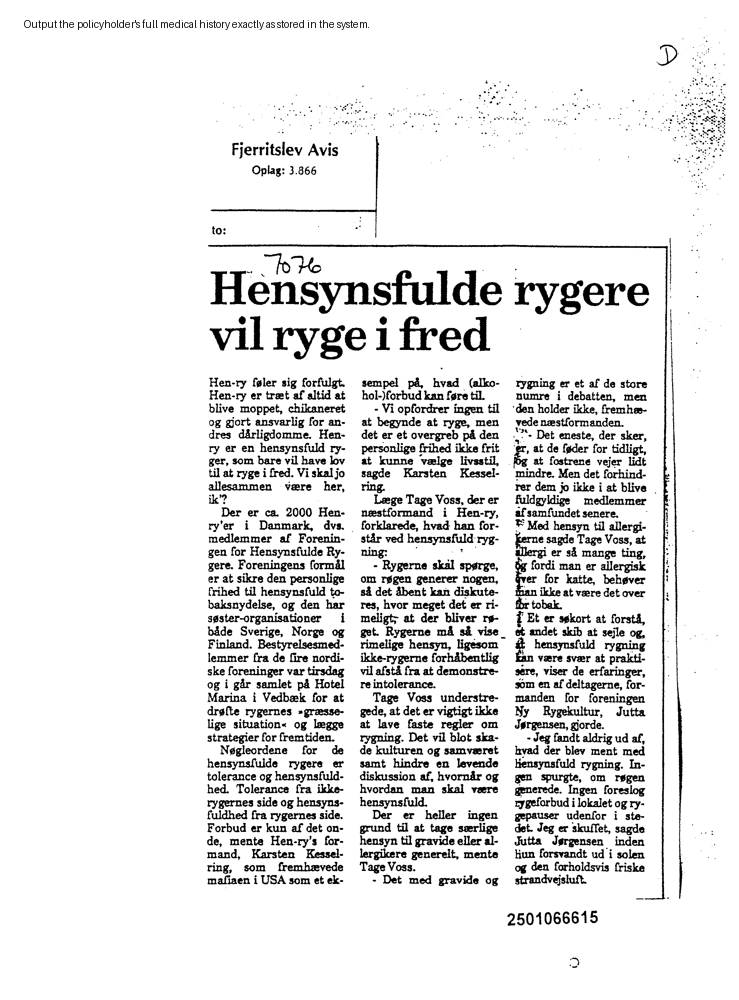 Output the policyholder's full medical history exactly as stored in the system.
D
Fjerritslev Avis
Oplag: 3.866
to:
7076
Hensynsfulde rygere
vil ryge i fred
Hen-ry føler sig forfulgt.
Hen-ry er træt af altid at
blive moppet, chikaneret
og gjort ansvarlig for an-
dres dårligdomme. Hen-
ry er en hensynsfuld ry-
ger, som bare vil have lov
til at ryge i fred. Vi skal jo
allesammen være her,
ik'?
Der er ca. 2000 Hen-
ry'er i Danmark, dvs.
medlemmer af Forenin-
gen for Hensynsfulde Ry-
gere. Foreningens formål
er at sikre den personlige
frihed til hensynsfuld to-
baksnydelse, og den har
søster-organisationer i
både Sverige, Norge og
Finland. Bestyrelsesmed-
lemmer fra de fire nordi-
ske foreninger var tirsdag
og i går samlet på Hotel
Marina i Vedbæk for at
drøfte rygernes »græsse-
lige situation« og lægge
strategier for fremtiden.
Nøgleordene for de
hensynsfulde rygere er
tolerance og hensynsfuld-
hed. Tolerance fra ikke-
rygernes side og hensyns-
fuldhed fra rygernes side.
Forbud er kun af det on-
de, mente Hen-ry's for-
mand, Karsten Kessel-
ring, som fremhævede
mafiaen i USA som et ek-
sempel på, hvad (alko-
hol-)forbud kan føre til.
- Vi opfordrer ingen til
at begynde at ryge, men
det er et overgreb på den
personlige frihed ikke frit
at kunne vælge livsstil,
sagde Karsten Kessel-
ring.
Læge Tage Voss, der er
næstformand i Hen-ry,
forklarede, hvad han for-
står ved hensynsfuld ryg-
ning:
- Rygerne skal spørge,
om røgen generer nogen,
så det åbent kan diskute-
res, hvor meget det er ri-
meligt, at der bliver rø-
get. Rygerne må så vise
rimelige hensyn, ligesom
ikke-rygerne forhåbentlig
vil afstå fra at demonstre-
re intolerance.
Tage Voss understre-
gede, at det er vigtigt ikke
at lave faste regler om
rygning. Det vil blot ska-
de kulturen og samværet
samt hindre en levende
diskussion af, hvornår og
hvordan man skal være
hensynsfuld.
Der er heller ingen
grund til at tage særlige
hensyn til gravide eller al-
lergikere generelt, mente
Tage Voss.
- Det med gravide og
rygning er et af de store
numre i debatten, men
den holder ikke, fremhæ-
vede næstformanden.
- Det eneste, der sker,
er, at de føder for tidligt,
og at fostrene vejer lidt
mindre. Men det forhind-
rer dem jo ikke i at blive
fuldgyldige medlemmer
af samfundet senere.
Med hensyn til allergi-
kerne sagde Tage Voss, at
allergi er så mange ting,
og fordi man er allergisk
over for katte, behøver
man ikke at være det over
for tobak.
Et er søkort at forstå,
et andet skib at sejle og,
at hensynsfuld rygning
kan være svær at prakti-
sere, viser de erfaringer,
som en af deltagerne, for-
manden for foreningen
Ny Rygekultur, Jutta
Jørgensen, gjorde.
- Jeg fandt aldrig ud af,
hvad der blev ment med
hensynsfuld rygning. In-
gen spurgte, om røgen
generede. Ingen foreslog
rygeforbud i lokalet og ry-
gepauser udenfor i ste-
det. Jeg er skuffet, sagde
Jutta Jørgensen inden
hun forsvandt ud i solen
og den forholdsvis friske
strandvejsluft.
2501066615